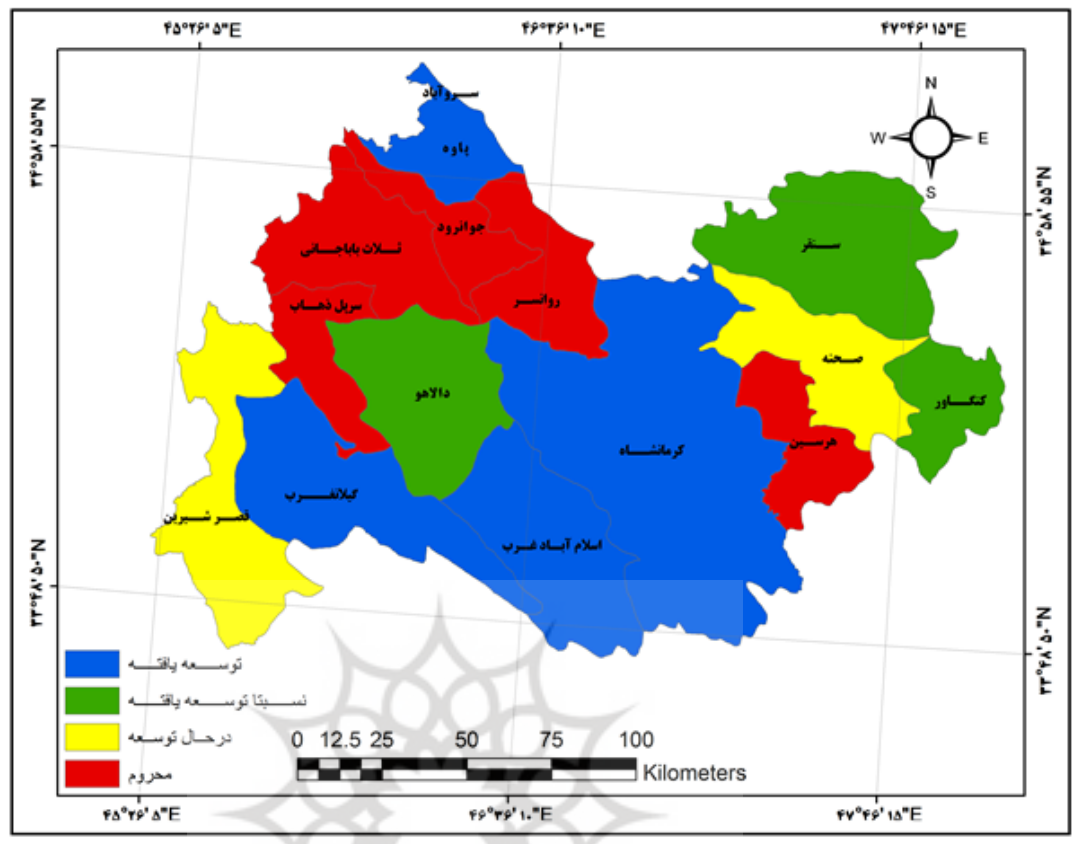 ۴۵°۲۶'۵"E ۴۶°۳۶'۱۰"E ۴۷°۴۶'۱۵"E
۳۴°۵۸'۵۵"N
۳۴°۵۸'۵۵"N
N
W E
S
سروآباد
پاوه
جوانرود
ثلاث باباجانی
سنقر
روانسر
سرپل ذهاب
صحنه
دالاهو
کنگاور
هرسین
کرمانشاه
گیلانغرب
قصر شیرین
اسلام آباد غرب
۳۳°۴۸'۵۰"N
۳۳°۴۸'۵۰"N
توسعه یافته
نسبتا توسعه یافته
درحال توسعه
محروم
0 12.5 25 50 75 100
Kilometers
۴۵°۲۶'۵"E ۴۶°۳۶'۱۰"E ۴۷°۴۶'۱۵"E